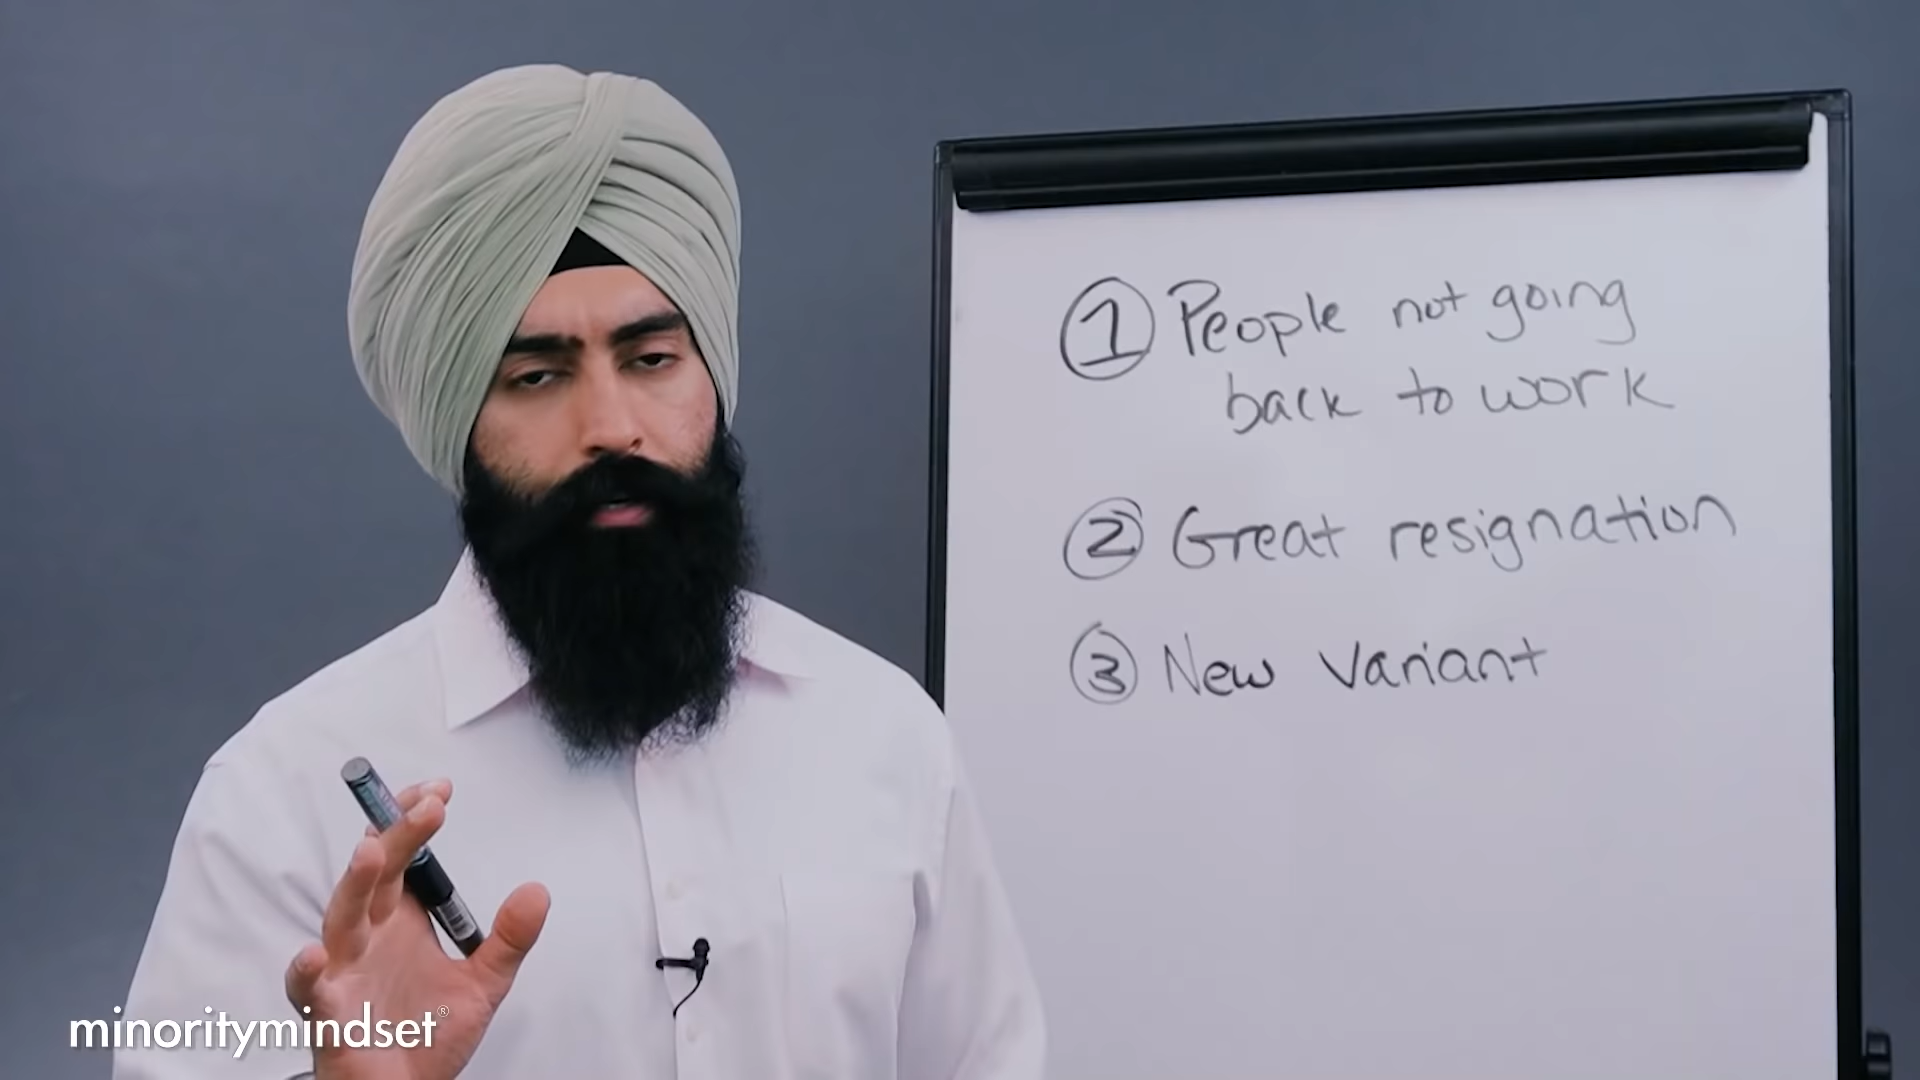 ① People not going
back to work
② Great resignation
③ New variant
minoritymindset®